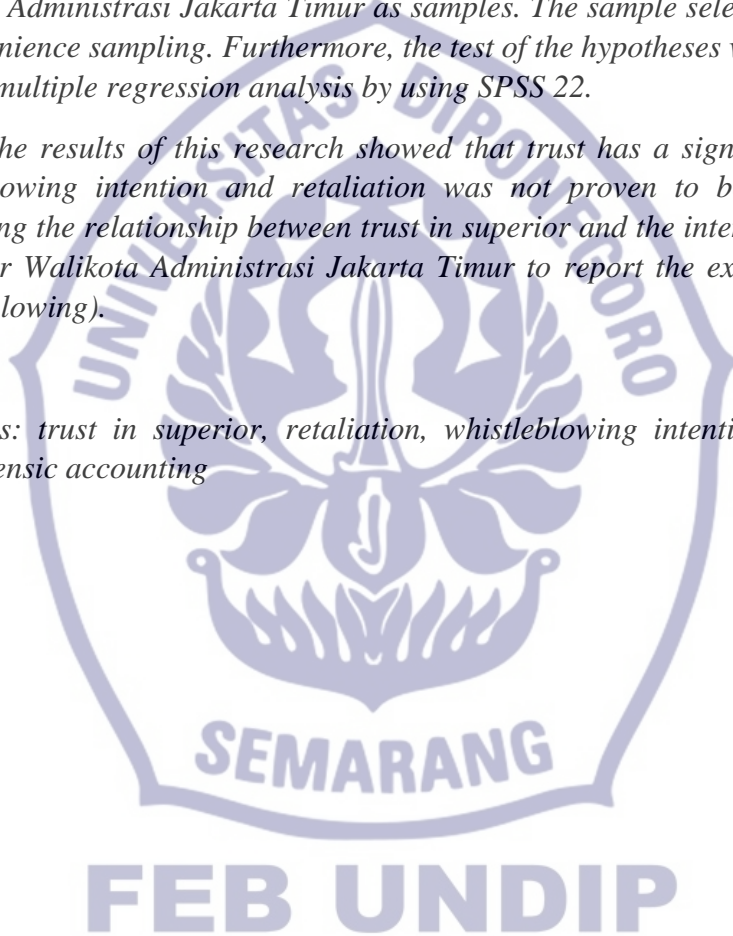 Administrasi Jakarta Timur as samples. The sample sele
nience sampling. Furthermore, the test of the hypotheses
multiple regression analysis by using SPSS 22.
he results of this research showed that trust has a sign
owing intention and retaliation was not proven to b
ng the relationship between trust in superior and the inte
r Walikota Administrasi Jakarta Timur to report the ex
lowing).
s: trust in superior, retaliation, whistleblowing intenti
ensic accounting
UNIVERSITAS DIPONEGORO
SEMARANG
FEB UNDIP